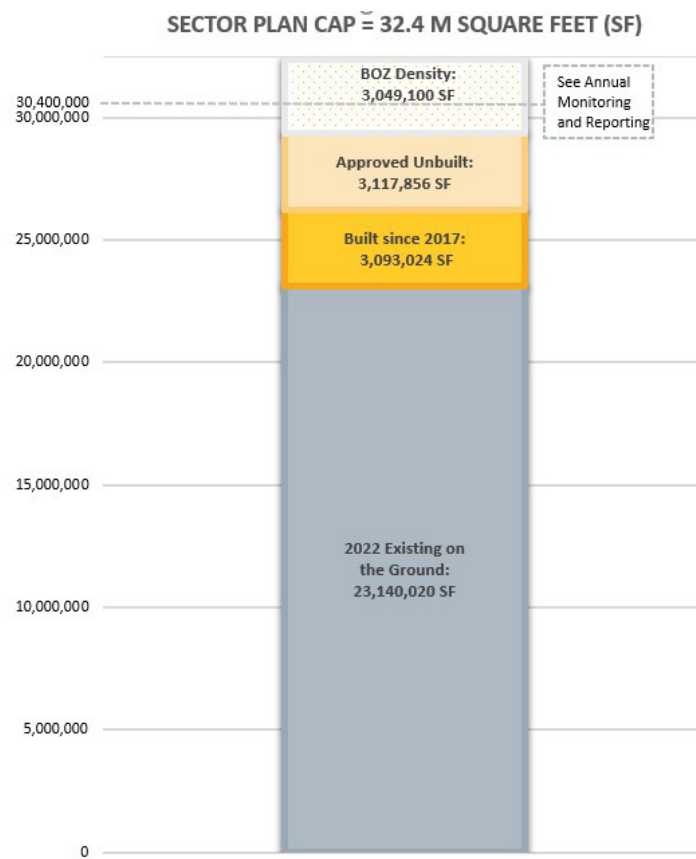 SECTOR PLAN CAP = 32.4 M SQUARE FEET (SF)
BOZ Density:
3,049,100 SF
See Annual
Monitoring
and Reporting
30,400,000
30,000,000
Approved Unbuilt:
3,117,856 SF
Built since 2017:
3,093,024 SF
25,000,000
20,000,000
15,000,000
2022 Existing on
the Ground:
23,140,020 SF
10,000,000
5,000,000
0